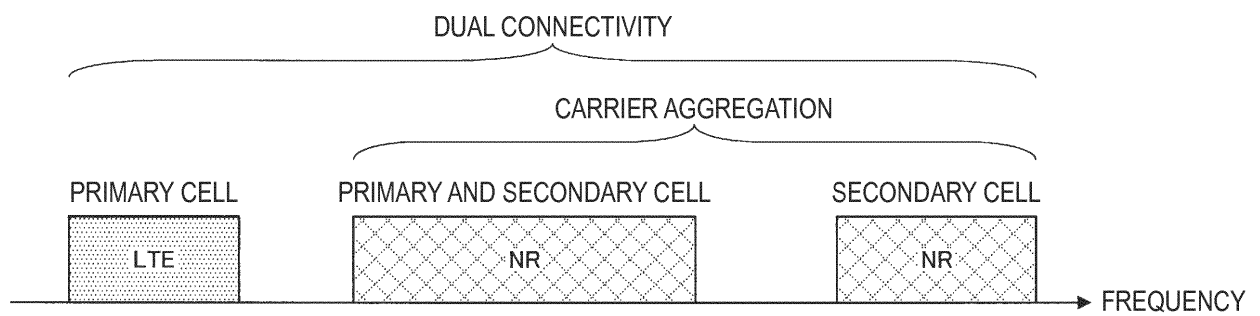 DUAL CONNECTIVITY
CARRIER AGGREGATION
PRIMARY CELL
PRIMARY AND SECONDARY CELL
SECONDARY CELL
LTE
NR
NR
FREQUENCY